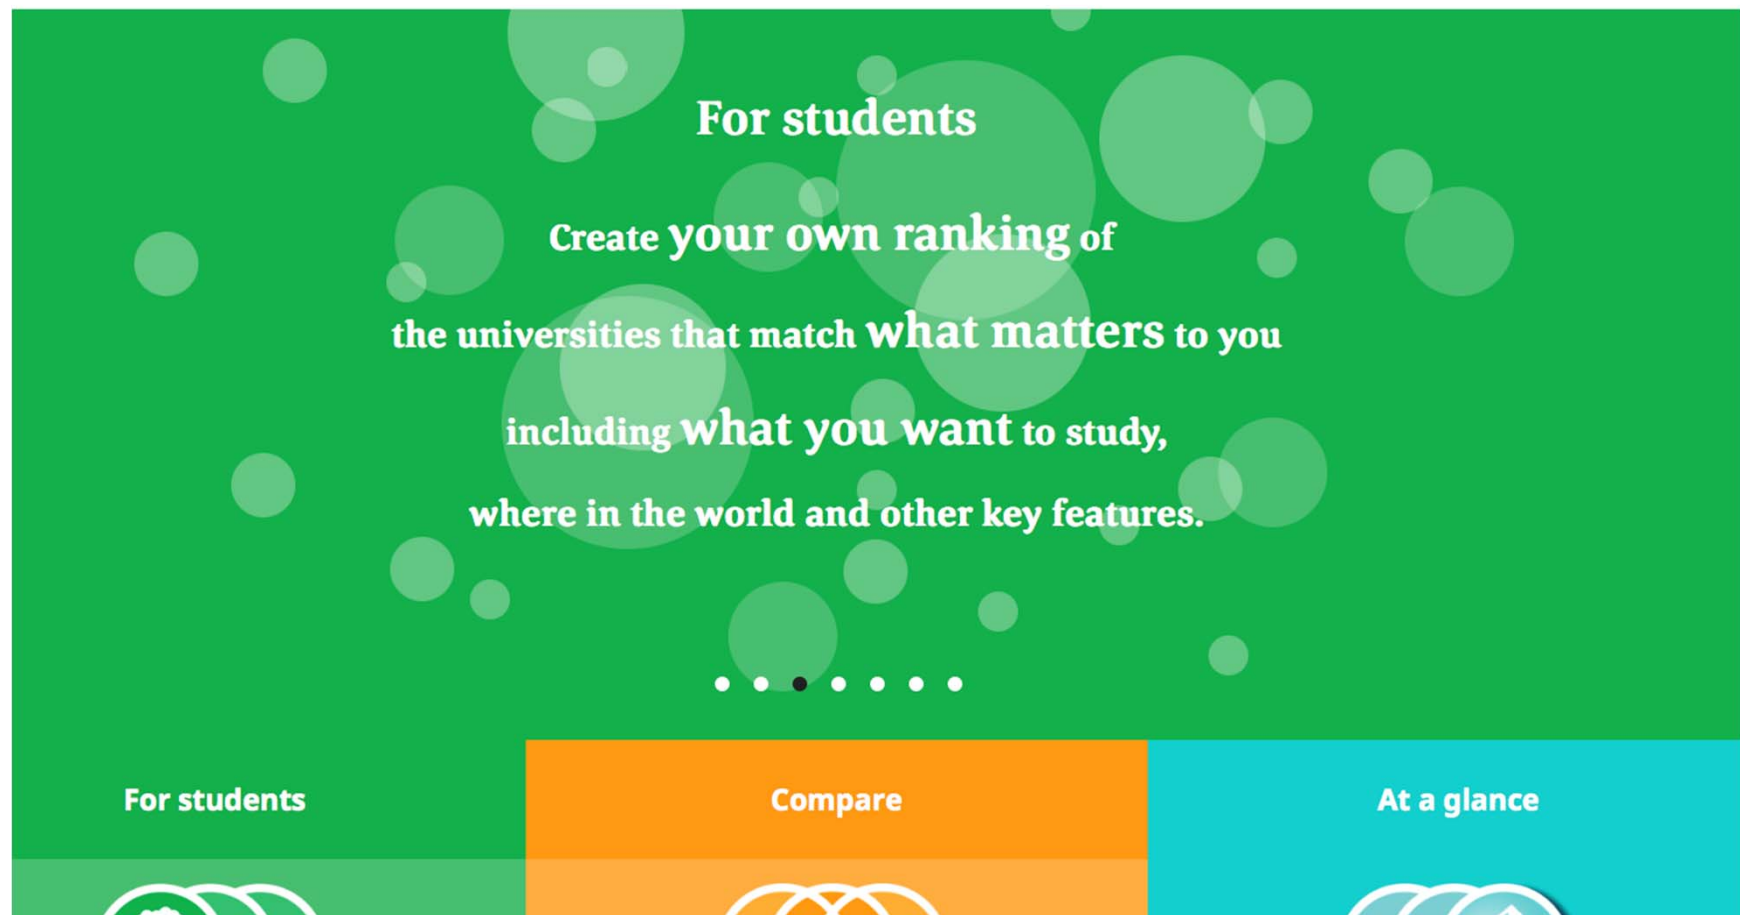 For students
Create your own ranking of
the universities that match what matters to you
including what you want to study,
where in the world and other key features.
For students
Compare
At a glance